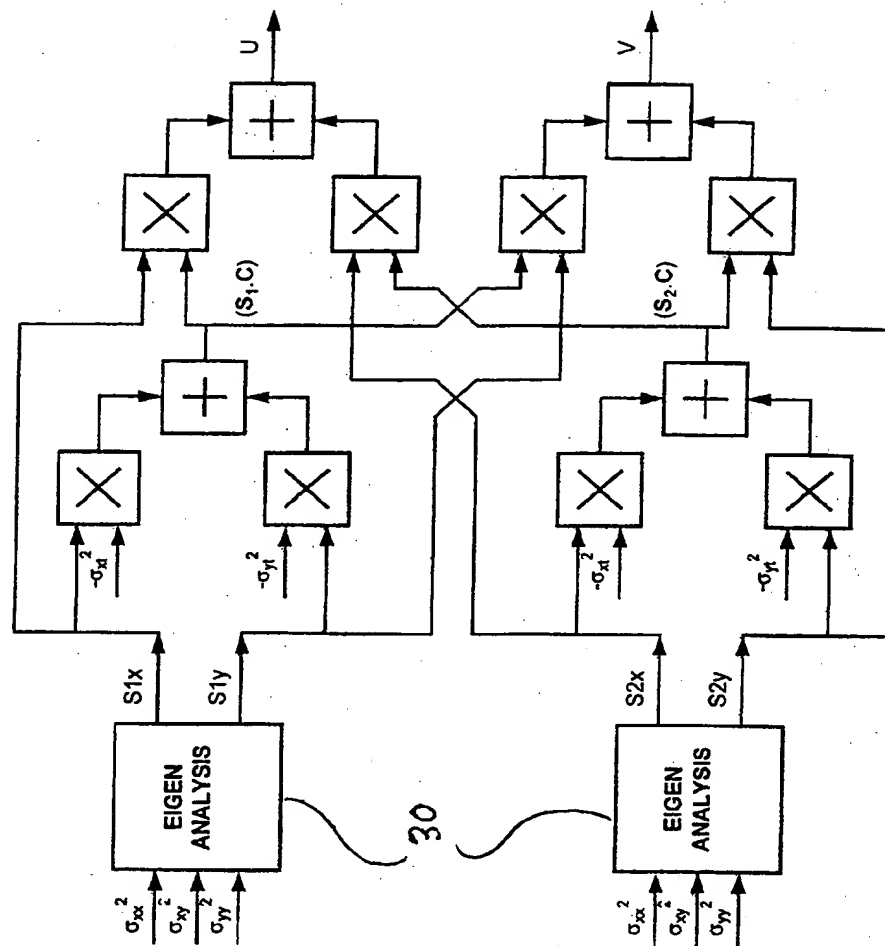 U
V
(S₁.C)
(S₂.C)
-σxt²
-σyt²
-σxt²
-σyt²
S1x
S1y
S2x
S2y
EIGEN
ANALYSIS
EIGEN
ANALYSIS
30
σxx²
σxy²
σyy²
σxx²
σxy²
σyy²